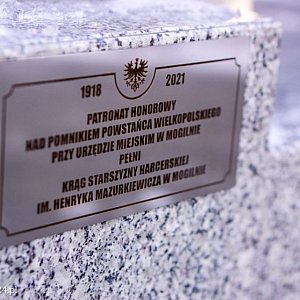 1918 2021
PATRONAT HONOROWY
NAD POMNIKIEM POWSTAŃCA WIELKOPOLSKIEGO
PRZY URZĘDZIE MIEJSKIM W MOGILNIE
PEŁNI
KRĄG STARSZYZNY HARCERSKIEJ
IM. HENRYKA MAZURKIEWICZA W MOGILNIE